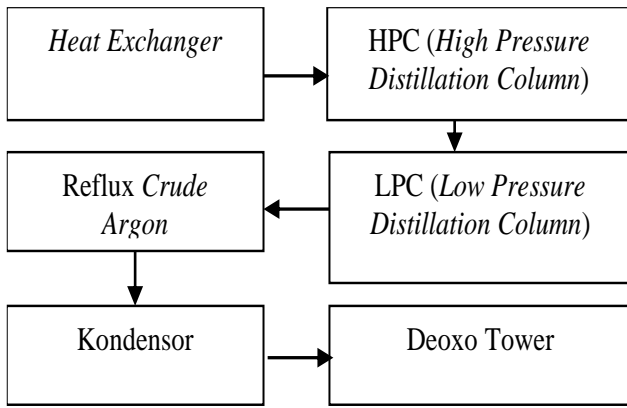 Heat Exchanger
HPC (High Pressure
Distillation Column)
Reflux Crude
Argon
LPC (Low Pressure
Distillation Column)
Kondensor
Deoxo Tower